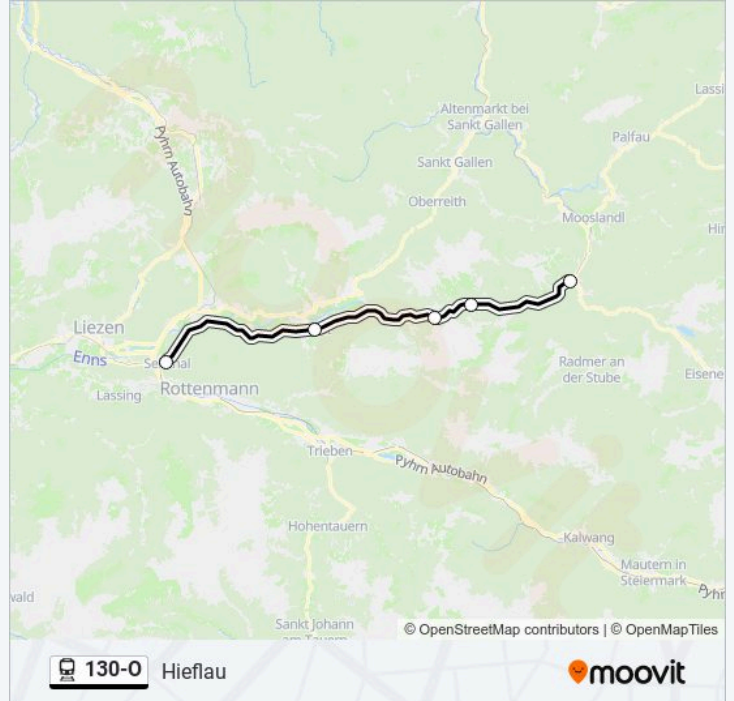 Altenmarkt bei
Sankt Gallen
Lassi
Palfau
Pyhrn Autobahn
Sankt Gallen
Oberreith
Mooslandl
Hir
Liezen
Enns
Selzthal
Lassing
Rottenmann
Radmer an
der Stube
Eisene
Trieben
Pyhrn Autobahn
Hohentauern
Kalwang
Mautern in
Steiermark
Pyhr
wald
Sankt Johann
am Tauern
© OpenStreetMap contributors | © OpenMapTiles
130-O Hieflau
moovit